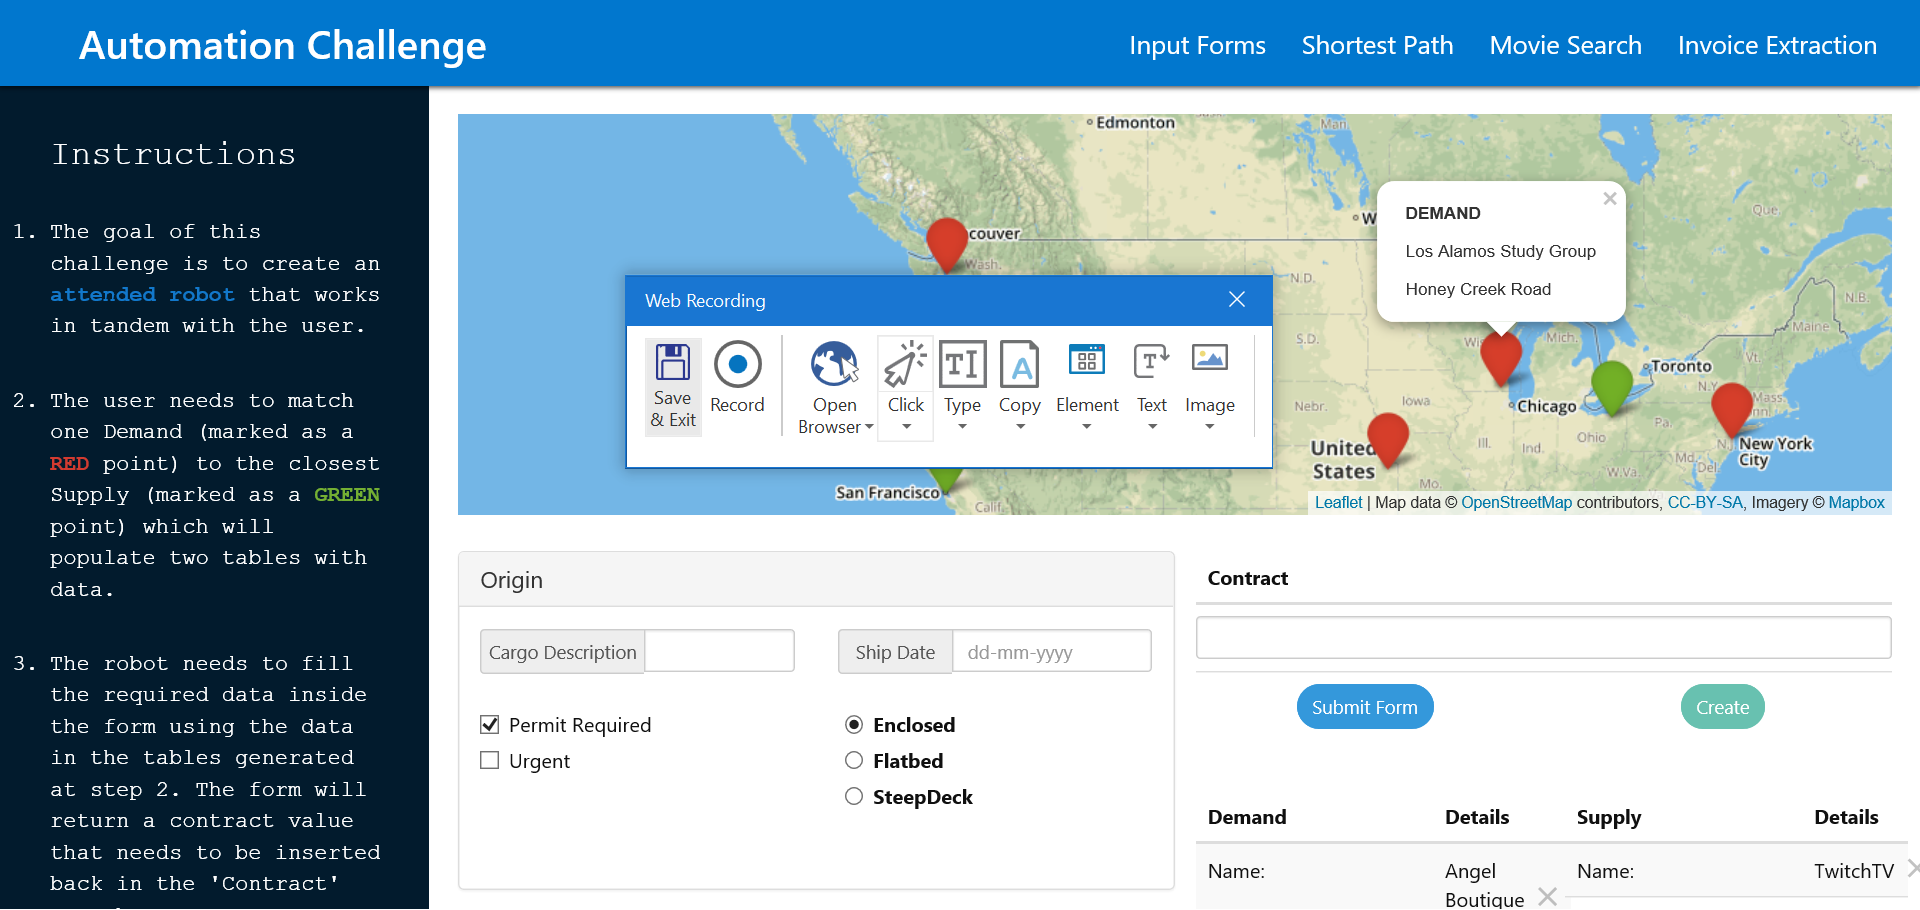 Automation Challenge
Input Forms
Shortest Path
Movie Search
Invoice Extraction
Instructions
1. The goal of this
challenge is to create an
attended robot that works
in tandem with the user.
2. The user needs to match
one Demand (marked as a
RED point) to the closest
Supply (marked as a GREEN
point) which will
populate two tables with
data.
3. The robot needs to fill
the required data inside
the form using the data
in the tables generated
at step 2. The form will
return a contract value
that needs to be inserted
back in the 'Contract'
Edmonton
Man.
Que.
couver
Wash.
N.D.
S.D.
Nebr.
Iowa
Mich.
Chicago
Toronto
N.Y.
Vt.
Maine
N.B.
Mass
Pa.
Ohio
Ill.
Ind.
Md.
Del.
W.Va.
Mo.
New York
City
United
States
San Francisco
Calif.
DEMAND
×
Los Alamos Study Group
Honey Creek Road
Web Recording
Save
& Exit
Record
Open
Browser
Click
Type
Copy
Element
Text
Image
Leaflet | Map data © OpenStreetMap contributors, CC-BY-SA, Imagery © Mapbox
Origin
Cargo Description
Ship Date
dd-mm-yyyy
Permit Required
Urgent
Enclosed
Flatbed
SteepDeck
Contract
Submit Form
Create
Demand
Details
Supply
Details
Name:
Angel
Boutique
Name:
TwitchTV